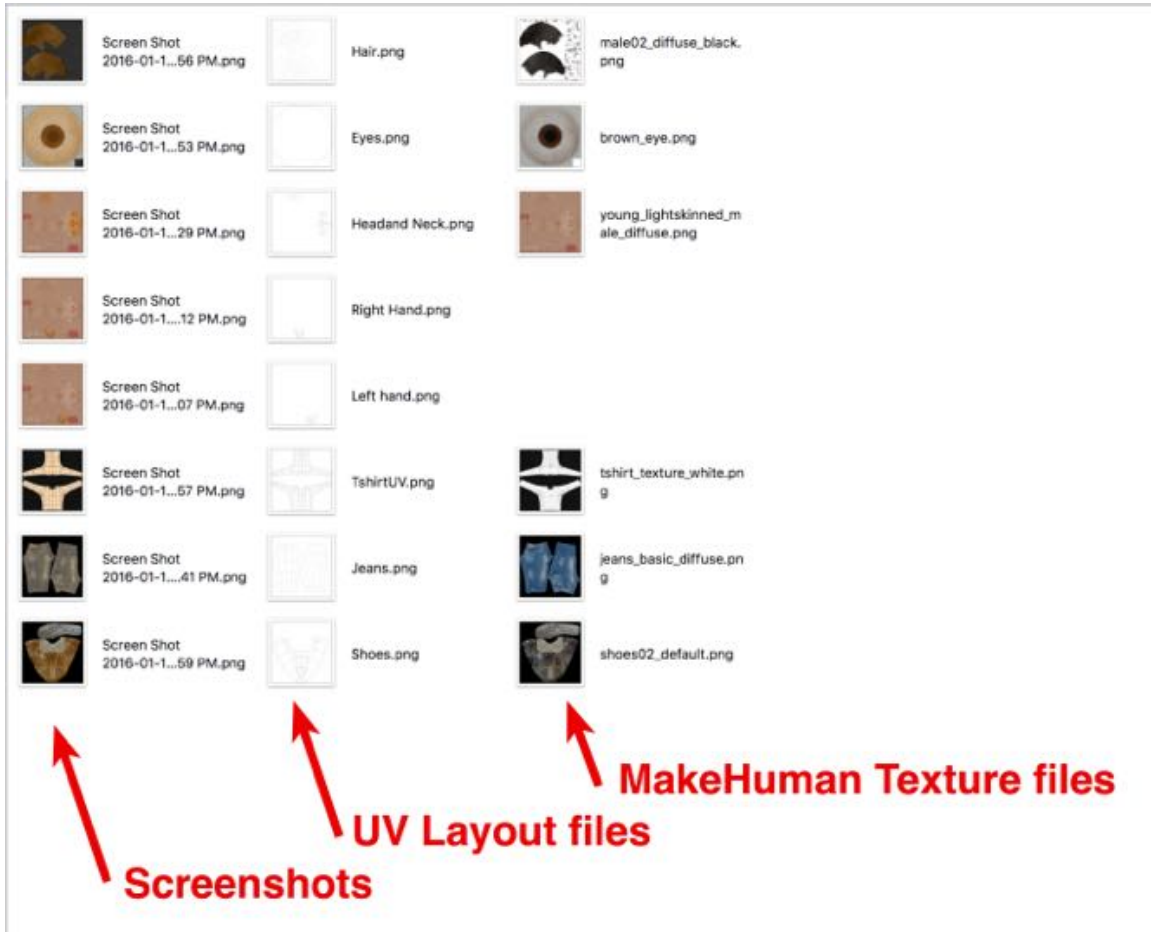 Screen Shot
2016-01-1...56 PM.png
Hair.png
male02_diffuse_black.
png
Screen Shot
2016-01-1...53 PM.png
Eyes.png
brown_eye.png
Screen Shot
2016-01-1...29 PM.png
Headand Neck.png
young_lightskinned_m
ale_diffuse.png
Screen Shot
2016-01-1....12 PM.png
Right Hand.png
Screen Shot
2016-01-1...07 PM.png
Left hand.png
Screen Shot
2016-01-1...57 PM.png
TshirtUV.png
tshirt_texture_white.pn
g
Screen Shot
2016-01-1....41 PM.png
Jeans.png
jeans_basic_diffuse.pn
g
Screen Shot
2016-01-1...59 PM.png
Shoes.png
shoes02_default.png
MakeHuman Texture files
UV Layout files
Screenshots